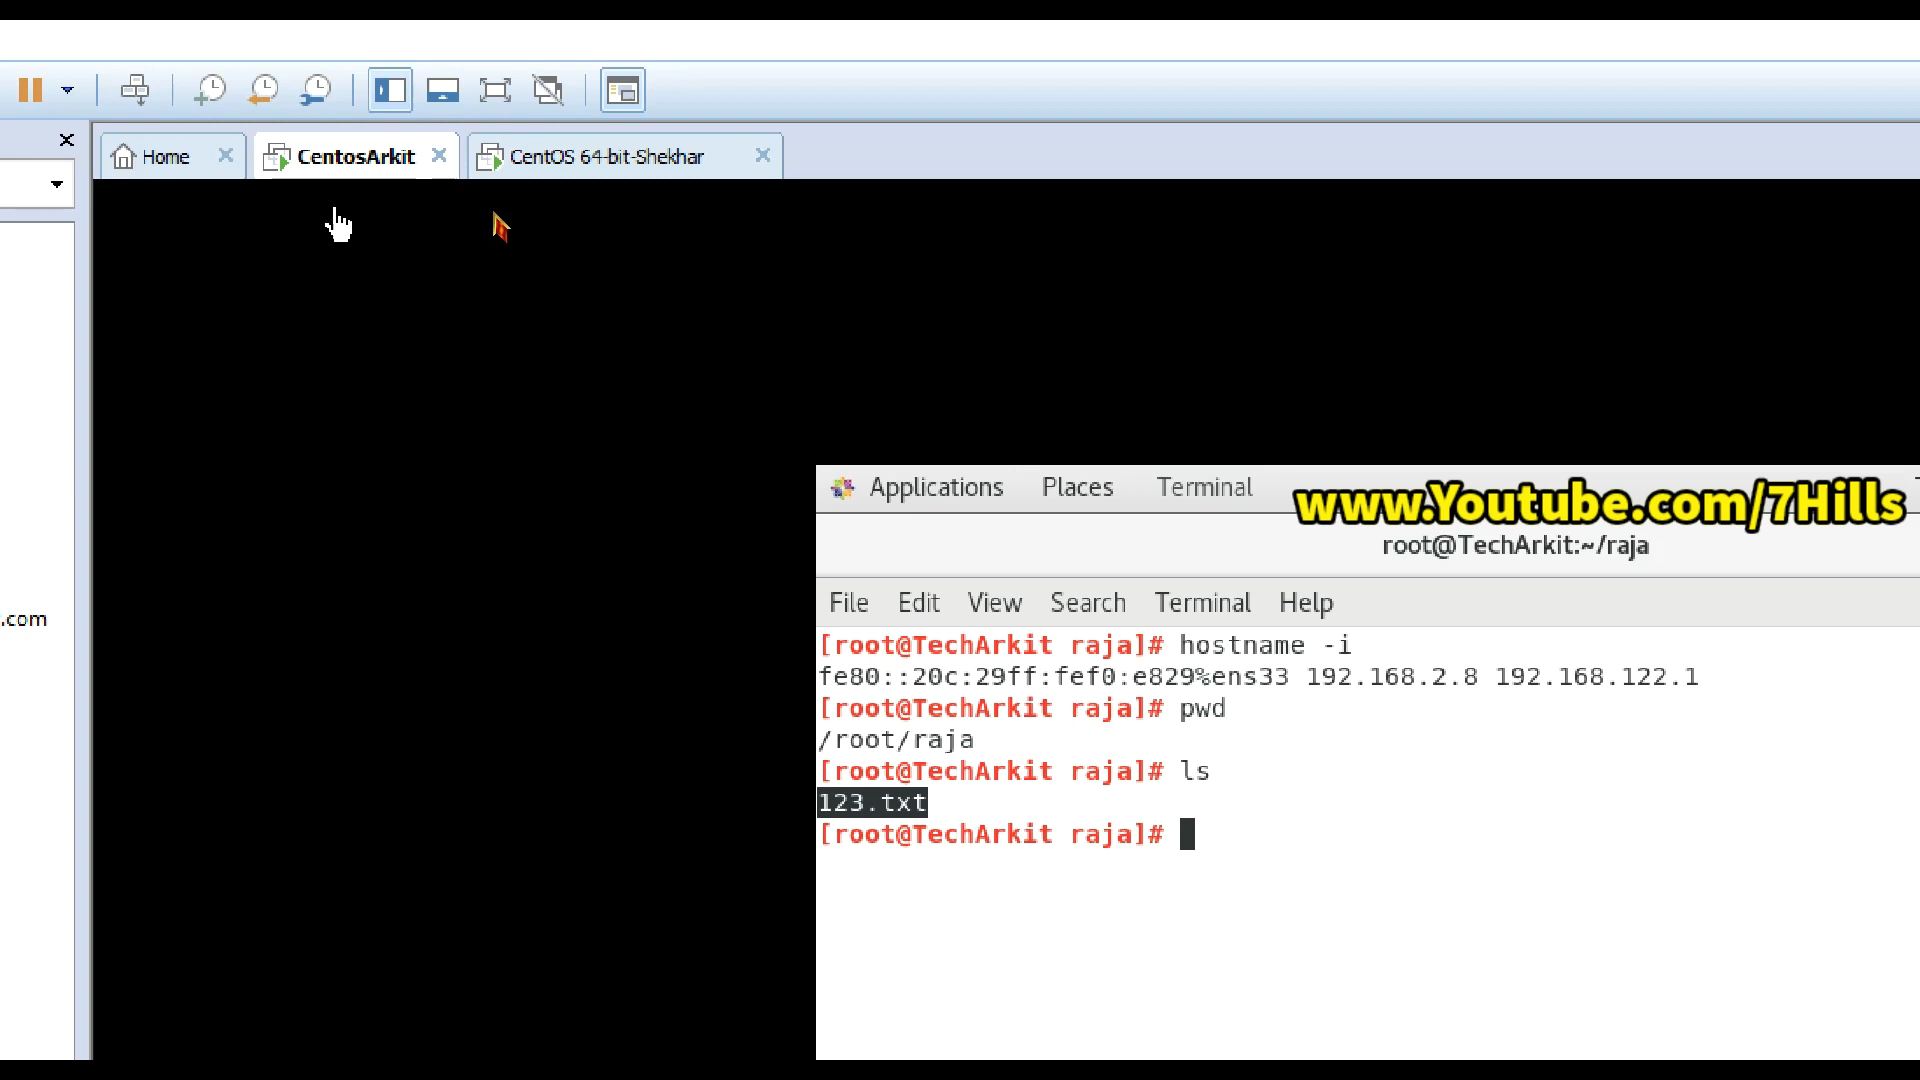 Home
CentosArkit
CentOS 64-bit-Shekhar
.com
Applications Places Terminal
www.Youtube.com/7Hills
root@TechArkit:~/raja
File Edit View Search Terminal Help
[root@TechArkit raja]# hostname -i
fe80::20c:29ff:fef0:e829%ens33 192.168.2.8 192.168.122.1
[root@TechArkit raja]# pwd
/root/raja
[root@TechArkit raja]# ls
123.txt
[root@TechArkit raja]#